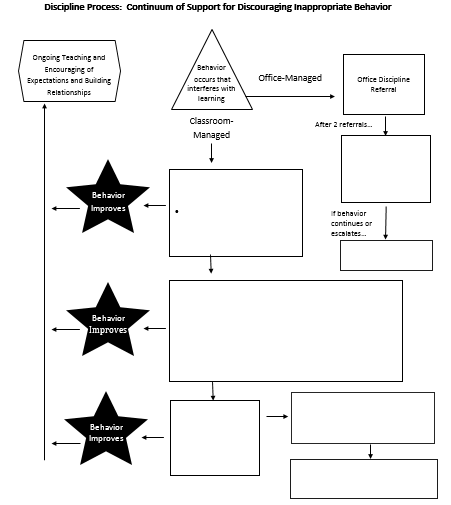 Discipline Process:  Continuum of Support for Discouraging Inappropriate Behavior
Ongoing Teaching and
Encouraging of
Expectations and Building
Relationships
Behavior
occurs that
interferes with
learning
Office-Managed
Office Discipline
Referral
Classroom-
Managed
After 2 referrals...
If behavior
continues or
escalates...
Behavior
Improves
•
Behavior
Improves
Behavior
Improves